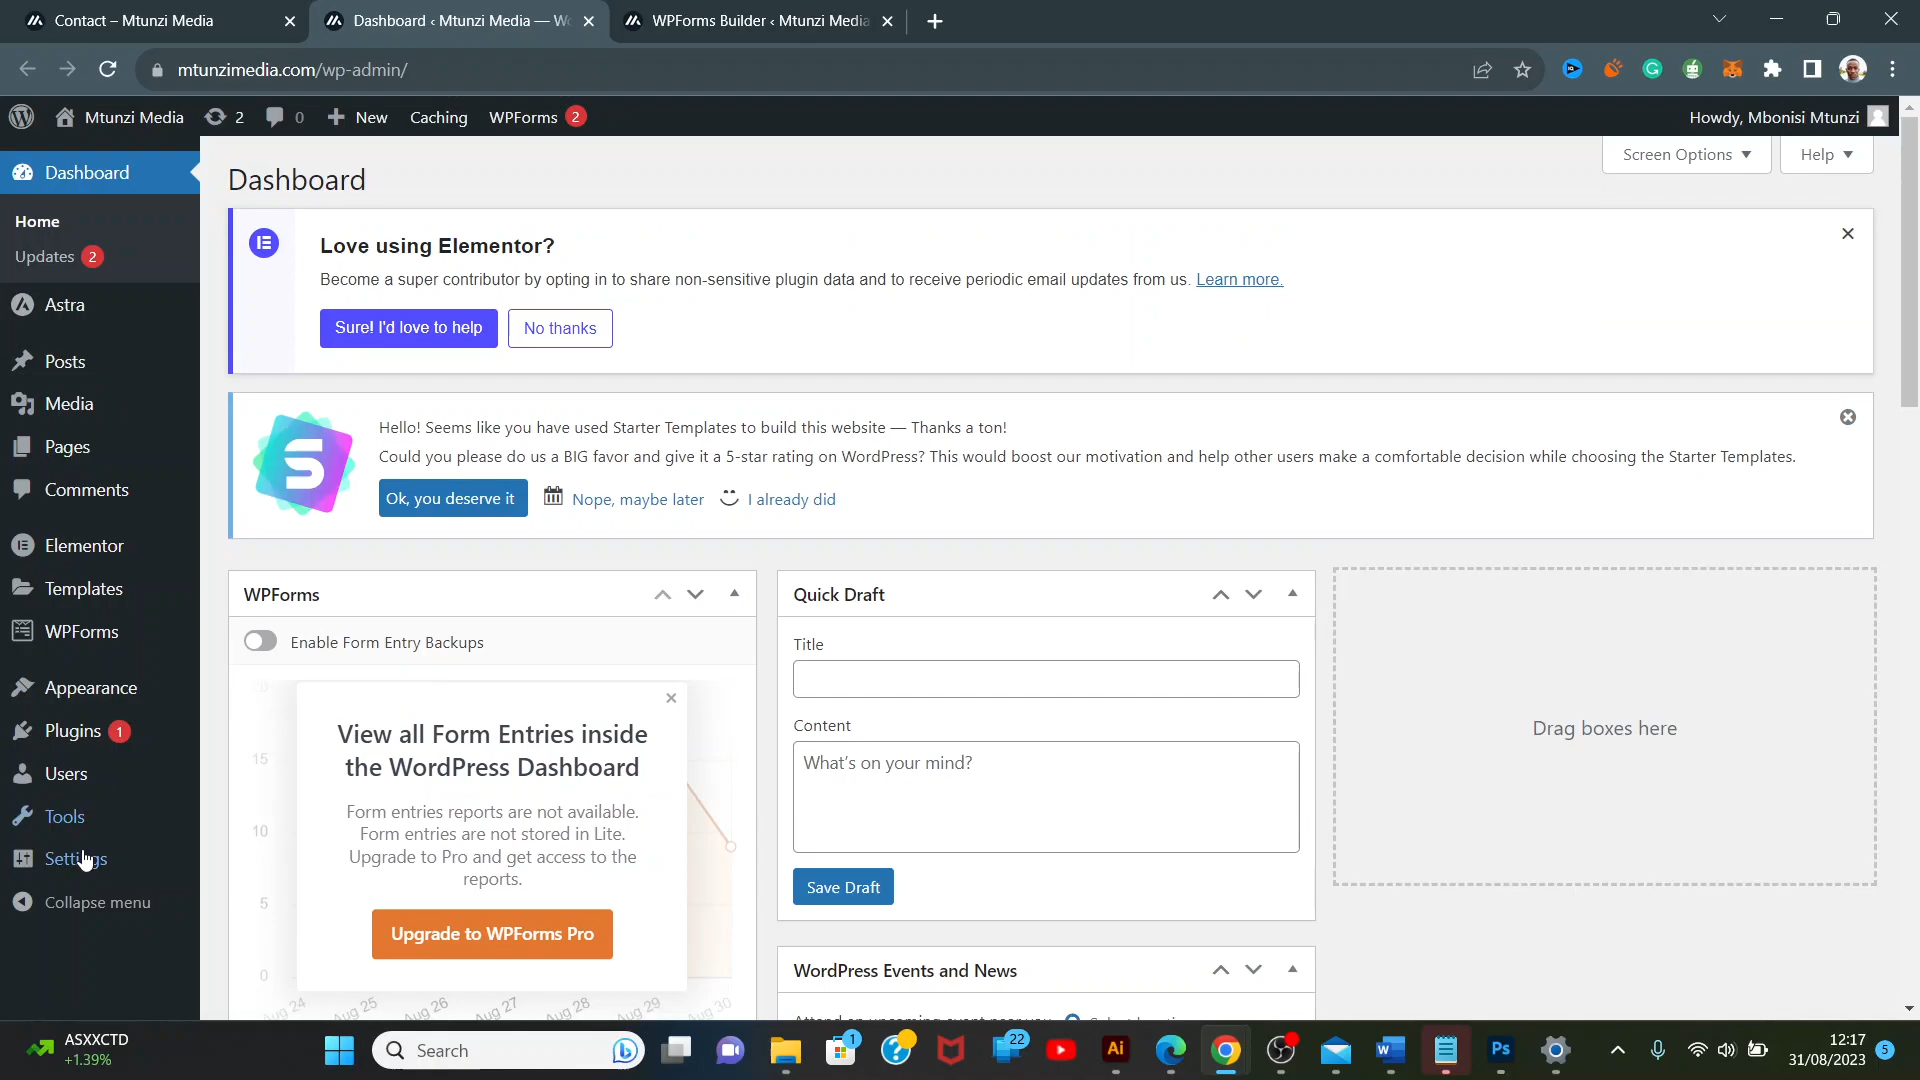 Contact – Mtunzi Media
Dashboard ‹ Mtunzi Media — Wo
WPForms Builder ‹ Mtunzi Media
mtunzimedia.com/wp-admin/
Mtunzi Media
2
0
New
Caching
WPForms 2
Howdy, Mbonisi Mtunzi
Dashboard
Home
Updates 2
Astra
Posts
Media
Pages
Comments
Elementor
Templates
WPForms
Appearance
Plugins 1
Users
Tools
Settings
Collapse menu
Screen Options
Help
Dashboard
Love using Elementor?
Become a super contributor by opting in to share non-sensitive plugin data and to receive periodic email updates from us. Learn more.
Sure! I'd love to help
No thanks
Hello! Seems like you have used Starter Templates to build this website — Thanks a ton!
Could you please do us a BIG favor and give it a 5-star rating on WordPress? This would boost our motivation and help other users make a comfortable decision while choosing the Starter Templates.
Ok, you deserve it
Nope, maybe later
I already did
WPForms
Enable Form Entry Backups
20
15
10
5
0
View all Form Entries inside
the WordPress Dashboard
Form entries reports are not available.
Form entries are not stored in Lite.
Upgrade to Pro and get access to the
reports.
Upgrade to WPForms Pro
Aug 24
Aug 25
Aug 26
Aug 27
Aug 28
Aug 29
Aug 30
Quick Draft
Title
Content
What's on your mind?
Save Draft
WordPress Events and News
Drag boxes here
ASXXCTD
+1.39%
Search
1
22
Ai
W
Ps
12:17
31/08/2023
5